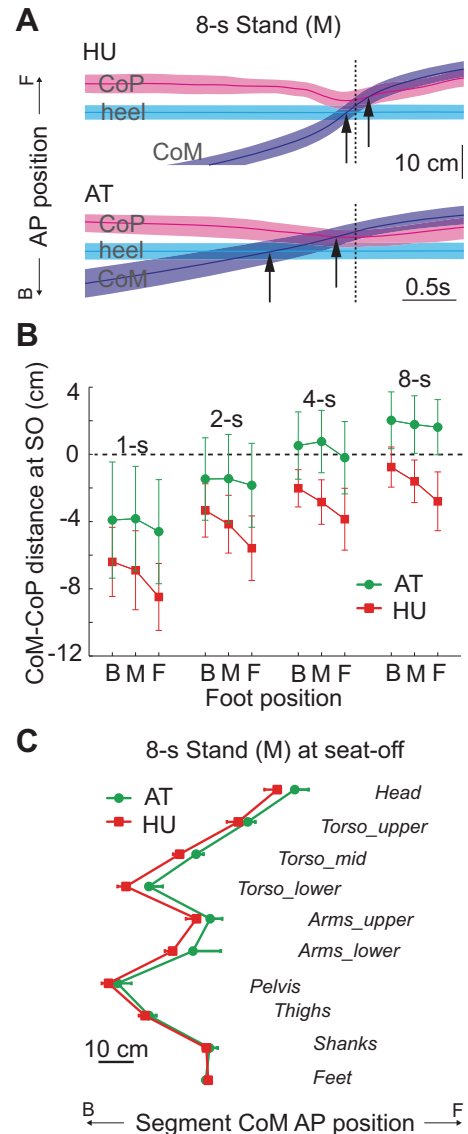 A
8-s Stand (M)
HU
CoP
heel
CoM
10 cm
AT
CoP
heel
CoM
0.5s
F
AP position
B
B
CoM-CoP distance at SO (cm)
4
0
-4
-8
-12
1-s
2-s
4-s
8-s
AT
HU
B M F B M F B M F B M F
Foot position
C
8-s Stand (M) at seat-off
AT
HU
Head
Torso_upper
Torso_mid
Torso_lower
Arms_upper
Arms_lower
Pelvis
Thighs
Shanks
Feet
10 cm
B Segment CoM AP position F